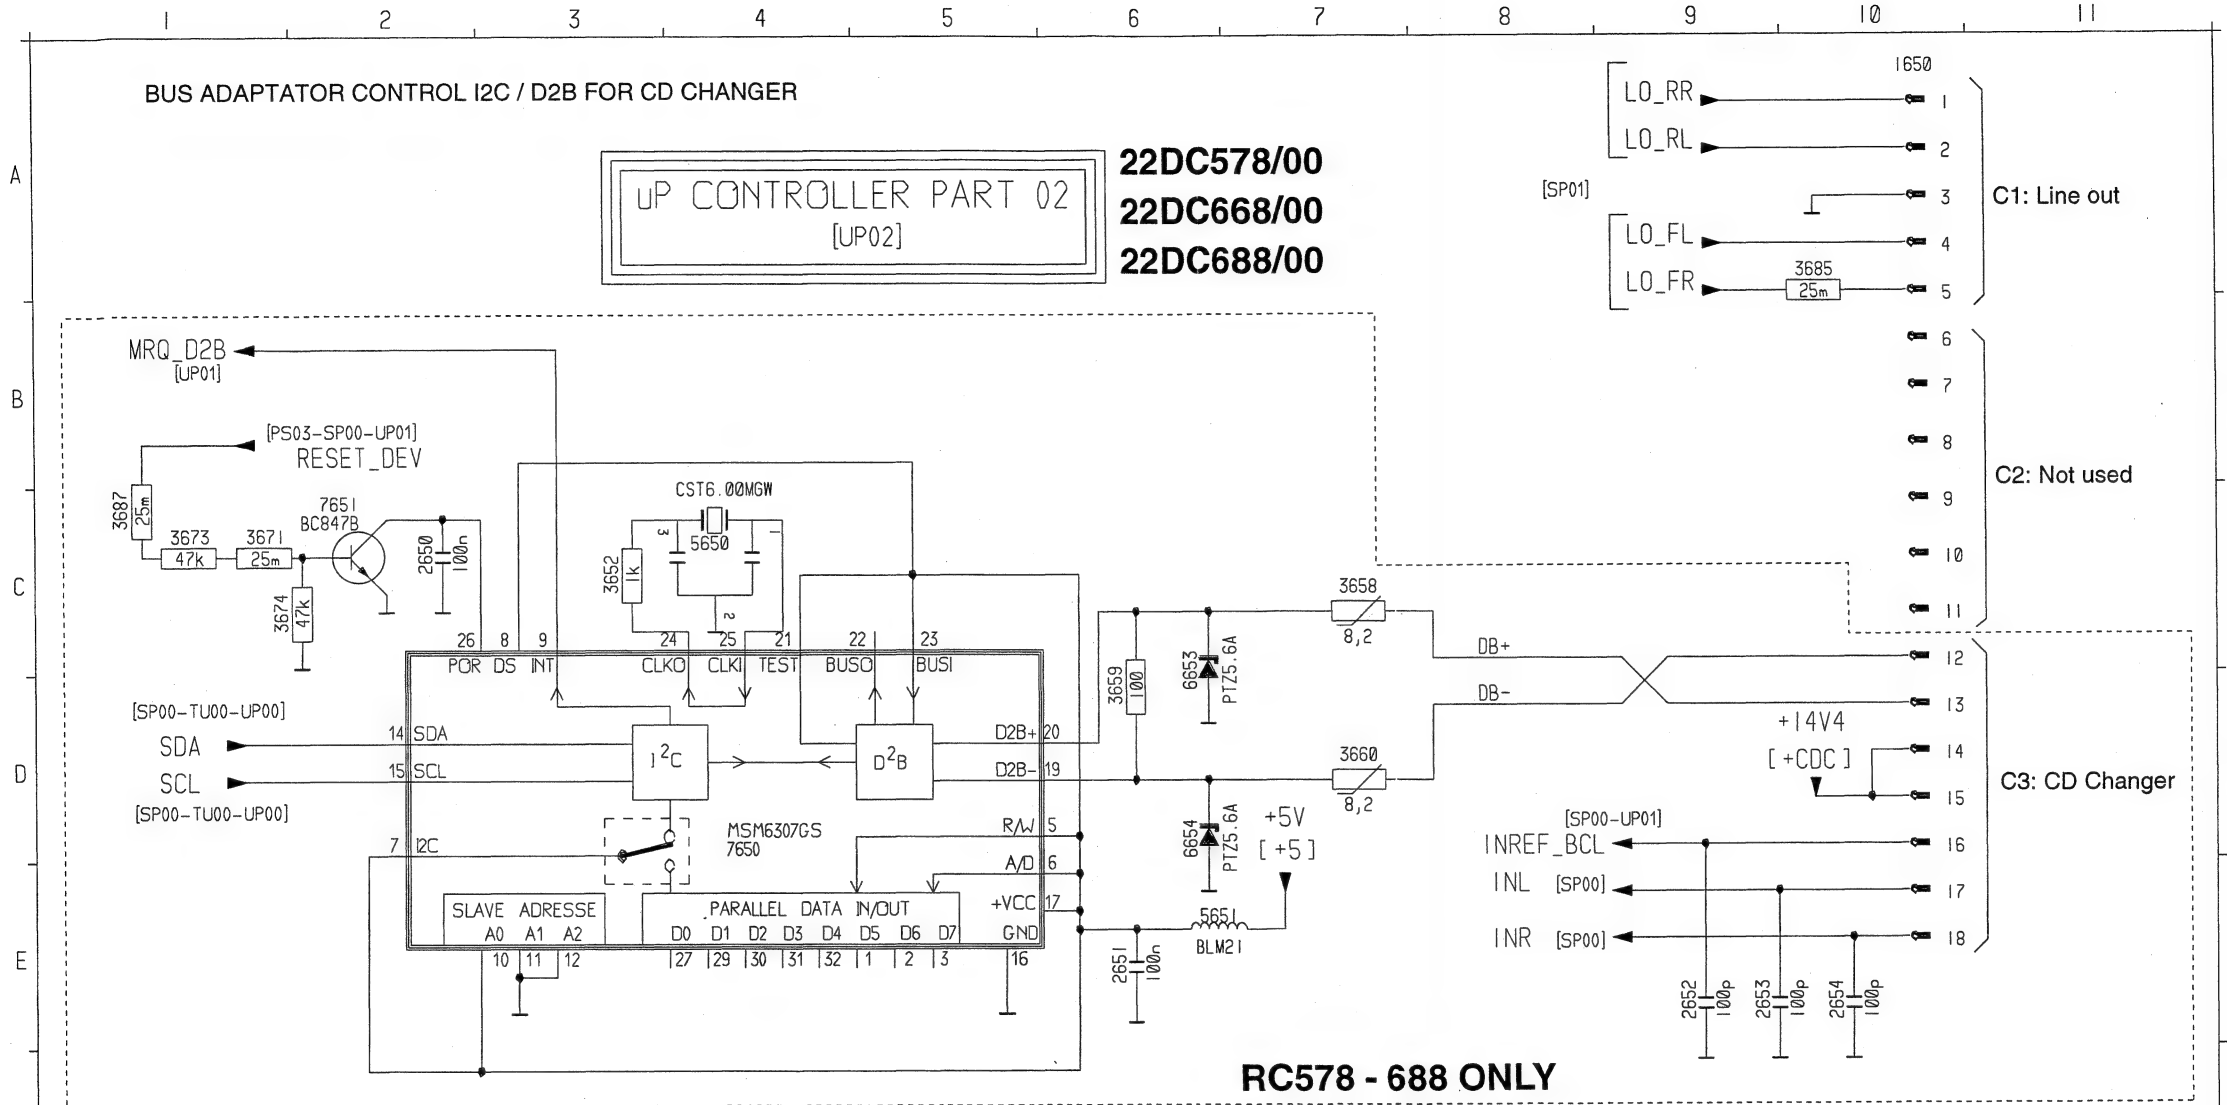 1 2 3 4 5 6 7 8 9 10 11
BUS ADAPTATOR CONTROL I2C / D2B FOR CD CHANGER
uP CONTROLLER PART 02
[UP02]
22DC578/00
22DC668/00
22DC688/00
A
B
C
D
E
1650
LO_RR
1
LO_RL
2
[SP01]
3
C1: Line out
LO_FL
4
LO_FR
3685
25m
5
6
7
8
C2: Not used
9
10
11
MRQ_D2B
[UP01]
[PS03-SP00-UP01]
RESET_DEV
3687
25m
3673
47k
3671
25m
3674
47k
7651
BC847B
2650
100n
CST6.00MGW
3
1
5650
2
3652
1k
26 8 9 24 25 21 22 23
POR DS INT CLKO CLKI TEST BUSO BUSI
[SP00-TU00-UP00]
SDA
14 SDA
SCL
15 SCL
[SP00-TU00-UP00]
I2C
D2B
D2B+ 20
D2B- 19
7 I2C
MSM6307GS
7650
R/W 5
A/D 6
+VCC 17
GND
16
SLAVE ADRESSE
A0 A1 A2
10 11 12
PARALLEL DATA IN/OUT
D0 D1 D2 D3 D4 D5 D6 D7
27 29 30 31 32 1 2 3
3659
100
6653
PTZ5.6A
6654
PTZ5.6A
3658
8,2
3660
8,2
+5V
[+5]
5651
BLM21
2651
100n
DB+
DB-
12
13
+14V4
[+CDC]
14
15
C3: CD Changer
[SP00-UP01]
INREF_BCL
16
INL [SP00]
17
INR [SP00]
18
2652
100p
2653
100p
2654
100p
RC578 - 688 ONLY